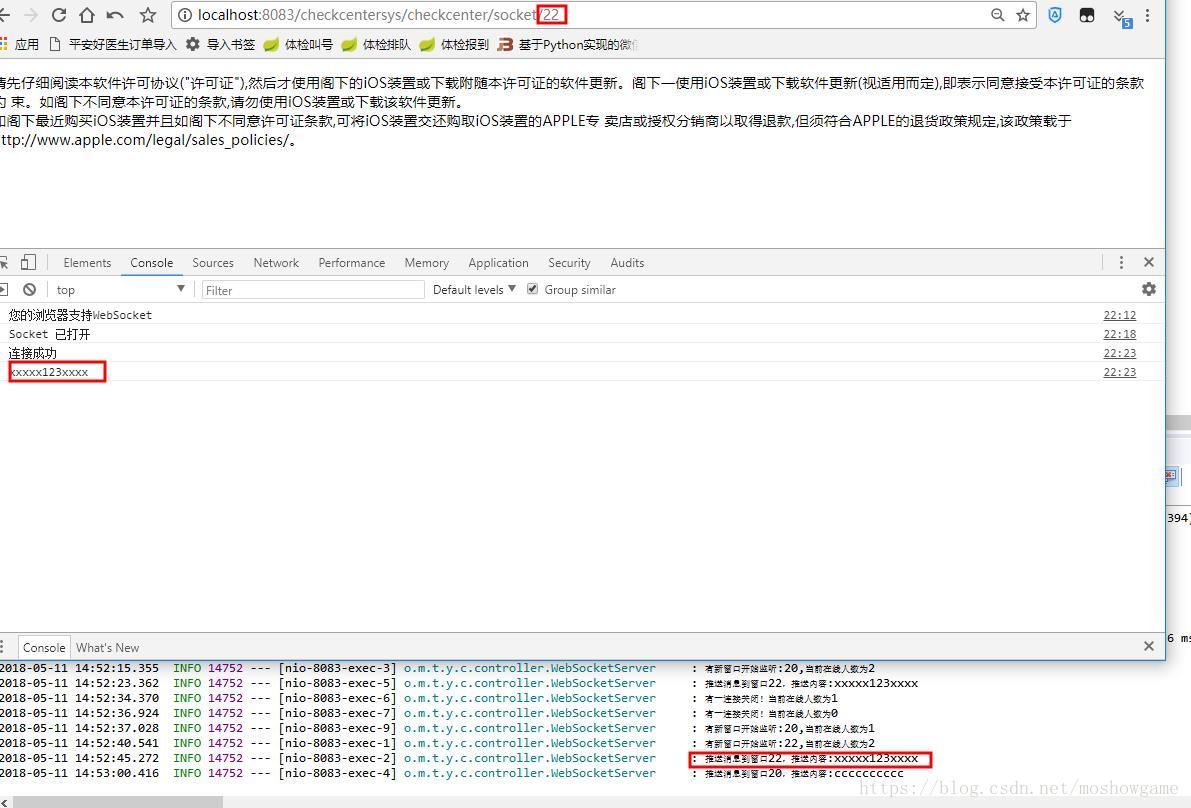 localhost:8083/checkcentersys/checkcenter/socket/22
5
应用 平安好医生订单导入 导入书签 体检叫号 体检排队 体检报到 基于Python实现的微信
请先仔细阅读本软件许可协议("许可证"),然后才使用阁下的iOS装置或下载附随本许可证的软件更新。阁下一使用iOS装置或下载软件更新(视适用而定),即表示同意接受本许可证的条款
约 束。如阁下不同意本许可证的条款,请勿使用iOS装置或下载该软件更新。
如阁下最近购买iOS装置并且如阁下不同意许可证条款,可将iOS装置交还购取iOS装置的APPLE专 卖店或授权分销商以取得退款,但须符合APPLE的退货政策规定,该政策载于
ttp://www.apple.com/legal/sales_policies/。
Elements Console Sources Network Performance Memory Application Security Audits
top Filter Default levels Group similar
您的浏览器支持WebSocket 22:12
Socket 已打开 22:18
连接成功 22:23
xxxxx123xxxx 22:23
394)
6 ms
Console What's New
2018-05-11 14:52:15.355 INFO 14752 --- [nio-8083-exec-3] o.m.t.y.c.controller.WebSocketServer : 有新窗口开始监听:20,当前在线人数为2
2018-05-11 14:52:23.362 INFO 14752 --- [nio-8083-exec-5] o.m.t.y.c.controller.WebSocketServer : 推送消息到窗口22，推送内容:xxxxx123xxxx
2018-05-11 14:52:34.370 INFO 14752 --- [nio-8083-exec-6] o.m.t.y.c.controller.WebSocketServer : 有一连接关闭！当前在线人数为1
2018-05-11 14:52:36.924 INFO 14752 --- [nio-8083-exec-7] o.m.t.y.c.controller.WebSocketServer : 有一连接关闭！当前在线人数为0
2018-05-11 14:52:37.028 INFO 14752 --- [nio-8083-exec-9] o.m.t.y.c.controller.WebSocketServer : 有新窗口开始监听:20,当前在线人数为1
2018-05-11 14:52:40.541 INFO 14752 --- [nio-8083-exec-1] o.m.t.y.c.controller.WebSocketServer : 有新窗口开始监听:22,当前在线人数为2
2018-05-11 14:52:45.272 INFO 14752 --- [nio-8083-exec-2] o.m.t.y.c.controller.WebSocketServer : 推送消息到窗口22，推送内容:xxxxx123xxxx
2018-05-11 14:53:00.416 INFO 14752 --- [nio-8083-exec-4] o.m.t.y.c.controller.WebSocketServer : 推送消息到窗口20，推送内容:cccccccccc
https://blog.csdn.net/moshowgame